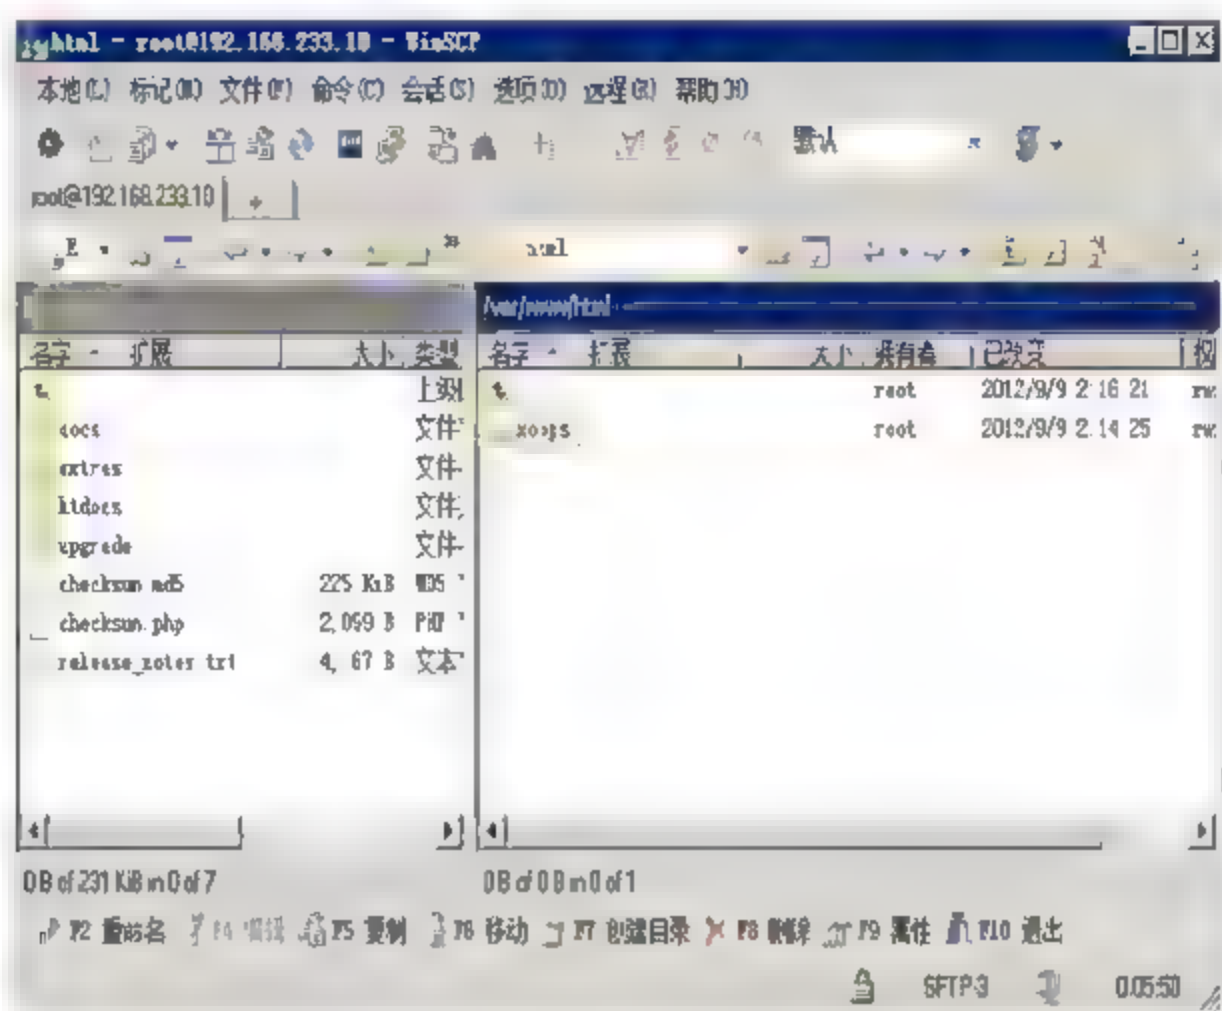 html - root@192.168.233.10 - WinSCP
本地(L) 标记(M) 文件(F) 命令(C) 会话(S) 选项(O) 远程(R) 帮助(H)
默认
root@192.168.233.10
html
/var/www/html
名字 扩展 大小 类型 名字 扩展 大小 拥有者 已改变 权
上级 root 2012/9/9 2:16:21 rw
docs 文件 xoops root 2012/9/9 2:14:25 rw
extras 文件
htdocs 文件
upgrade 文件
checksum.md5 225 KiB MD5
checksum.php 2,099 B PHP
release_notes.txt B 文本
0 B of 231 KiB in 0 of 7 0 B of 0 B in 0 of 1
F2 重命名 F4 编辑 F5 复制 F6 移动 F7 创建目录 F8 删除 F9 属性 F10 退出
SFTP-3 0:05:50